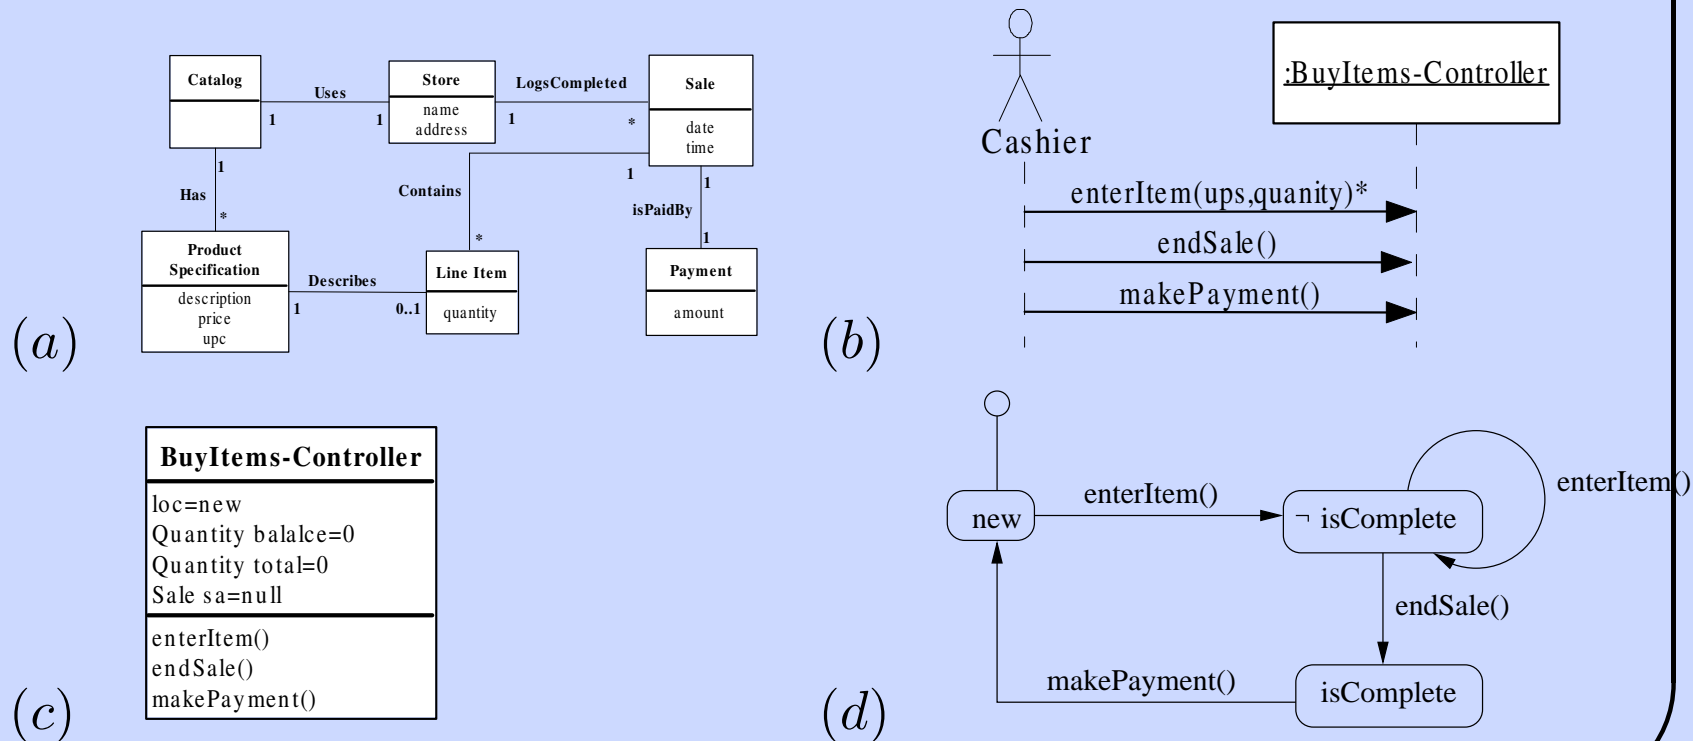 Catalog
Uses
1
1
Store
name
address
LogsCompleted
1
*
Sale
date
time
1
Has
*
Contains
1
*
isPaidBy
1
1
Product
Specification
description
price
upc
Describes
1
0..1
Line Item
quantity
Payment
amount
(a)
Cashier
:BuyItems-Controller
enterItem(ups,quanity)*
endSale()
makePayment()
(b)
BuyItems-Controller
loc=new
Quantity balalce=0
Quantity total=0
Sale sa=null
enterItem()
endSale()
makePayment()
(c)
new
enterItem()
¬ isComplete
enterItem()
endSale()
makePayment()
isComplete
(d)